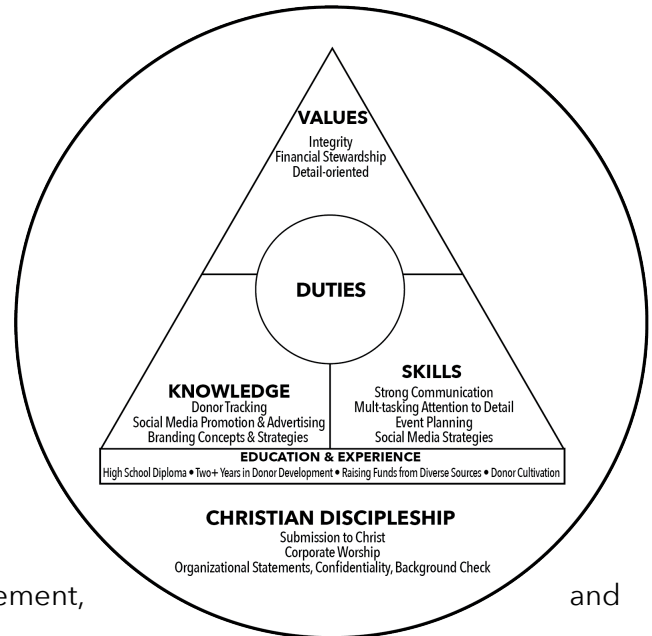 VALUES
Integrity
Financial Stewardship
Detail-oriented
DUTIES
KNOWLEDGE
Donor Tracking
Social Media Promotion & Advertising
Branding Concepts & Strategies
SKILLS
Strong Communication
Mult-tasking Attention to Detail
Event Planning
Social Media Strategies
EDUCATION & EXPERIENCE
High School Diploma • Two+ Years in Donor Development • Raising Funds from Diverse Sources • Donor Cultivation
CHRISTIAN DISCIPLESHIP
Submission to Christ
Corporate Worship
Organizational Statements, Confidentiality, Background Check
ement, and